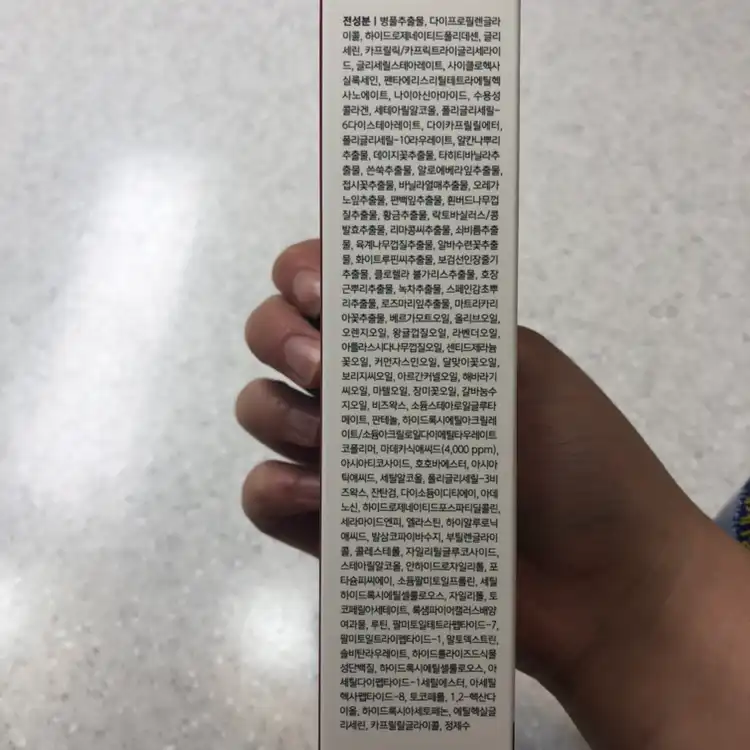 전성분 | 병풀추출물, 다이프로필렌글라
이콜, 하이드로제네이티드폴리데센, 글리
세린, 카프릴릭/카프릭트라이글리세라이
드, 글리세릴스테아레이트, 사이클로헥사
실록세인, 펜타에리스리틸테트라에틸헥
사노에이트, 나이아신아마이드, 수용성
콜라겐, 세테아릴알코올, 폴리글리세릴-
6다이스테아레이트, 다이카프릴릴에터,
폴리글리세릴-10라우레이트, 알칸나뿌리
추출물, 데이지꽃추출물, 타히티바닐라추
출물, 쓴쑥추출물, 알로에베라잎추출물,
접시꽃추출물, 바닐라열매추출물, 오레가
노잎추출물, 편백잎추출물, 흰버드나무껍
질추출물, 황금추출물, 락토바실러스/콩
발효추출물, 리마콩씨추출물, 쇠비름추출
물, 육계나무껍질추출물, 알바수련꽃추출
물, 화이트루핀씨추출물, 보검선인장줄기
추출물, 클로렐라 불가리스추출물, 호장
근뿌리추출물, 녹차추출물, 스페인감초뿌
리추출물, 로즈마리잎추출물, 마트라카리
아꽃추출물, 베르가모트오일, 올리브오일,
오렌지오일, 왕귤껍질오일, 라벤더오일,
아틀라스시다나무껍질오일, 센티드제라늄
꽃오일, 커먼자스민오일, 달맞이꽃오일,
보리지씨오일, 아르간커넬오일, 해바라기
씨오일, 마텔오일, 장미꽃오일, 갈바눔수
지오일, 비즈왁스, 소듐스테아로일글루타
메이트, 판테놀, 하이드록시에틸아크릴레
이트/소듐아크릴로일다이메틸타우레이트
코폴리머, 마데카식애씨드(4,000 ppm),
아시아티코사이드, 호호바에스터, 아시아
틱애씨드, 세틸알코올, 폴리글리세릴-3비
즈왁스, 잔탄검, 다이소듐이디티에이, 아데
노신, 하이드로제네이티드포스파티딜콜린,
세라마이드엔피, 엘라스틴, 하이알루로닉
애씨드, 발삼코파이바수지, 부틸렌글라이
콜, 콜레스테롤, 자일리틸글루코사이드,
스테아릴알코올, 안하이드로자일리톨, 포
타슘피씨에이, 소듐팔미토일프롤린, 세틸
하이드록시에틸셀룰로오스, 자일리톨, 토
코페릴아세테이트, 록샘파이어캘러스배양
여과물, 루틴, 팔미토일테트라펩타이드-7,
팔미토일트라이펩타이드-1, 말토덱스트린,
솔비탄라우레이트, 하이드롤라이즈드식물
성단백질, 하이드록시에틸셀룰로오스, 아
세틸다이펩타이드-1세틸에스터, 아세틸
헥사펩타이드-8, 토코페롤, 1,2-헥산다
이올, 하이드록시아세토페논, 에틸헥실글
리세린, 카프릴릴글라이콜, 정제수